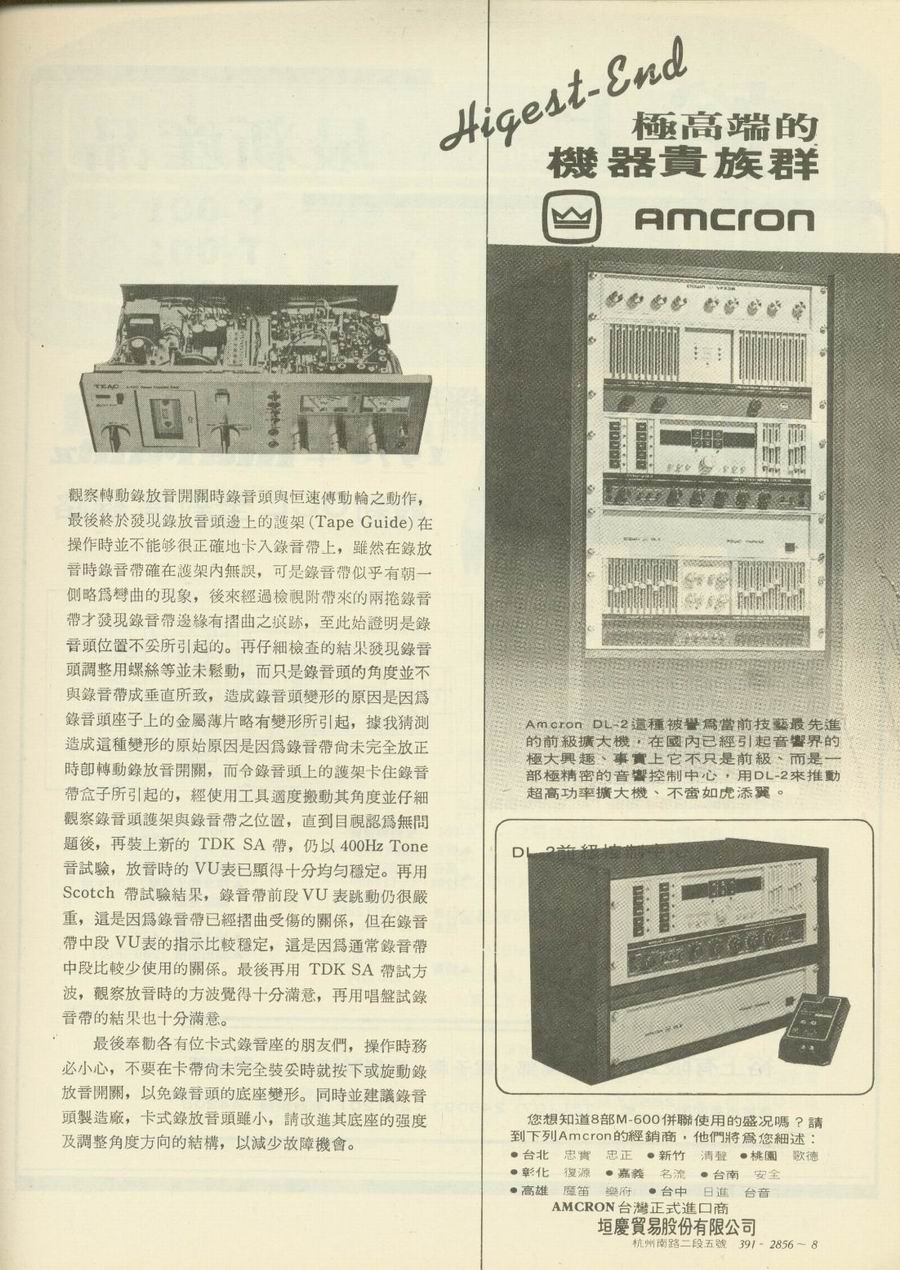 TEAC
觀察轉動錄放音開關時錄音頭與恒速傳動輪之動作，
最後終於發現錄放音頭邊上的護架(Tape Guide)在
操作時並不能够很正確地卡入錄音帶上，雖然在錄放
音時錄音帶確在護架內無誤，可是錄音帶似乎有朝一
側略爲彎曲的現象，後來經過檢視附帶來的兩捲錄音
帶才發現錄音帶邊緣有摺曲之痕跡，至此始證明是錄
音頭位置不妥所引起的。再仔細檢查的結果發現錄音
頭調整用螺絲等並未鬆動，而只是錄音頭的角度並不
與錄音帶成垂直所致，造成錄音頭變形的原因是因爲
錄音頭座子上的金屬薄片略有變形所引起，據我猜測
造成這種變形的原始原因是因爲錄音帶尙未完全放正
時卽轉動錄放音開關，而令錄音頭上的護架卡住錄音
帶盒子所引起的，經使用工具適度搬動其角度並仔細
觀察錄音頭護架與錄音帶之位置，直到目視認爲無問
題後，再裝上新的 TDK SA 帶，仍以 400Hz Tone
音試驗，放音時的 VU表已顯得十分均勻穩定。再用
Scotch 帶試驗結果，錄音帶前段 VU 表跳動仍很嚴
重，這是因爲錄音帶已經摺曲受傷的關係，但在錄音
帶中段 VU表的指示比較穩定，這是因爲通常錄音帶
中段比較少使用的關係。最後再用 TDK SA 帶試方
波，觀察放音時的方波覺得十分滿意，再用唱盤試錄
音帶的結果也十分滿意。
最後奉勸各有位卡式錄音座的朋友們，操作時務
必小心，不要在卡帶尙未完全裝妥時就按下或旋動錄
放音開關，以免錄音頭的底座變形。同時並建議錄音
頭製造廠，卡式錄放音頭雖小，請改進其底座的强度
及調整角度方向的結構，以減少故障機會。
Higest-End
極高端的
機器貴族群
amcron
Amcron DL-2這種被譽爲當前技藝最先進
的前級擴大機，在國內已經引起音響界的
極大興趣、事實上它不只是前級、而是一
部極精密的音響控制中心，用DL-2來推動
超高功率擴大機、不啻如虎添翼。
DL-2前級控制中心
您想知道8部M-600併聯使用的盛況嗎？請
到下列Amcron的經銷商，他們將爲您細述：
●台北 忠實 忠正 ●新竹 清聲 ●桃園 歌德
●彰化 復源 ●嘉義 名流 ●台南 安全
●高雄 魔笛 樂府 ●台中 日進 台音
AMCRON台灣正式進口商
垣慶貿易股份有限公司
杭州南路二段五號 391-2856～8